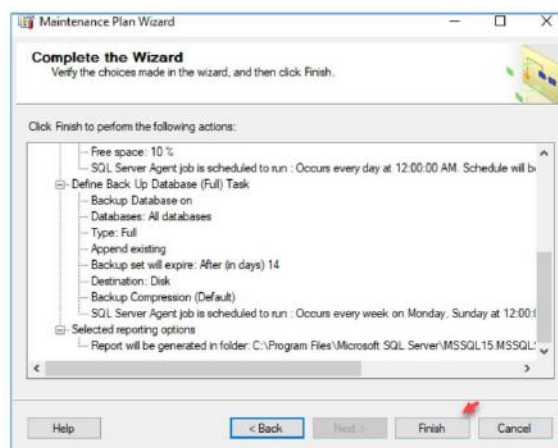 Maintenance Plan Wizard
Complete the Wizard
Verify the choices made in the wizard, and then click Finish.
Click Finish to perform the following actions:
Free space: 10 %
SQL Server Agent job is scheduled to run : Occurs every day at 12:00:00 AM. Schedule will be
Define Back Up Database (Full) Task
Backup Database on
Databases: All databases
Type: Full
Append existing
Backup set will expire: After (in days) 14
Destination: Disk
Backup Compression (Default)
SQL Server Agent job is scheduled to run : Occurs every week on Monday, Sunday at 12:00:
Selected reporting options
Report will be generated in folder: C:\Program Files\Microsoft SQL Server\MSSQL15.MSSQL
Help
< Back
Next >
Finish
Cancel